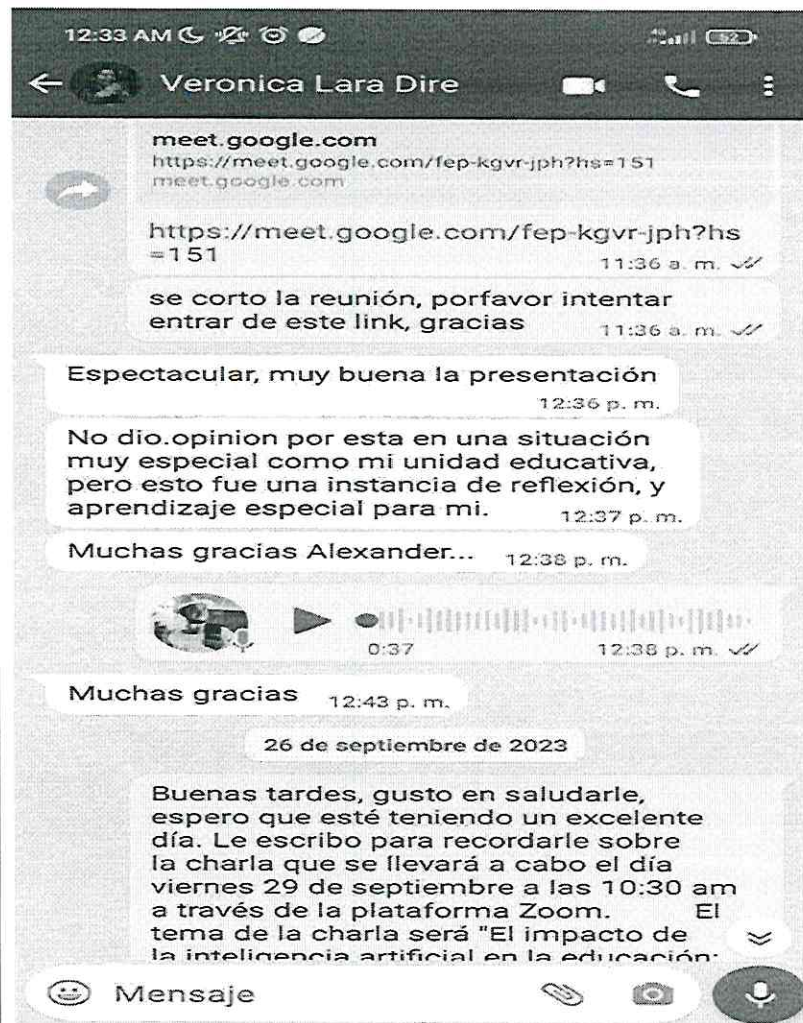 12:33 AM
52
Veronica Lara Dire
meet.google.com
https://meet.google.com/fep-kgvr-jph?hs=151
meet.google.com
https://meet.google.com/fep-kgvr-jph?hs
=151
11:36 a. m.
se corto la reunión, porfavor intentar
entrar de este link, gracias
11:36 a. m.
Espectacular, muy buena la presentación
12:36 p. m.
No dio.opinion por esta en una situación
muy especial como mi unidad educativa,
pero esto fue una instancia de reflexión, y
aprendizaje especial para mi.
12:37 p. m.
Muchas gracias Alexander... 12:38 p. m.
0:37 12:38 p. m.
Muchas gracias 12:43 p. m.
26 de septiembre de 2023
Buenas tardes, gusto en saludarle,
espero que esté teniendo un excelente
día. Le escribo para recordarle sobre
la charla que se llevará a cabo el día
viernes 29 de septiembre a las 10:30 am
a través de la plataforma Zoom. El
tema de la charla será "El impacto de
la inteligencia artificial en la educación:
Mensaje